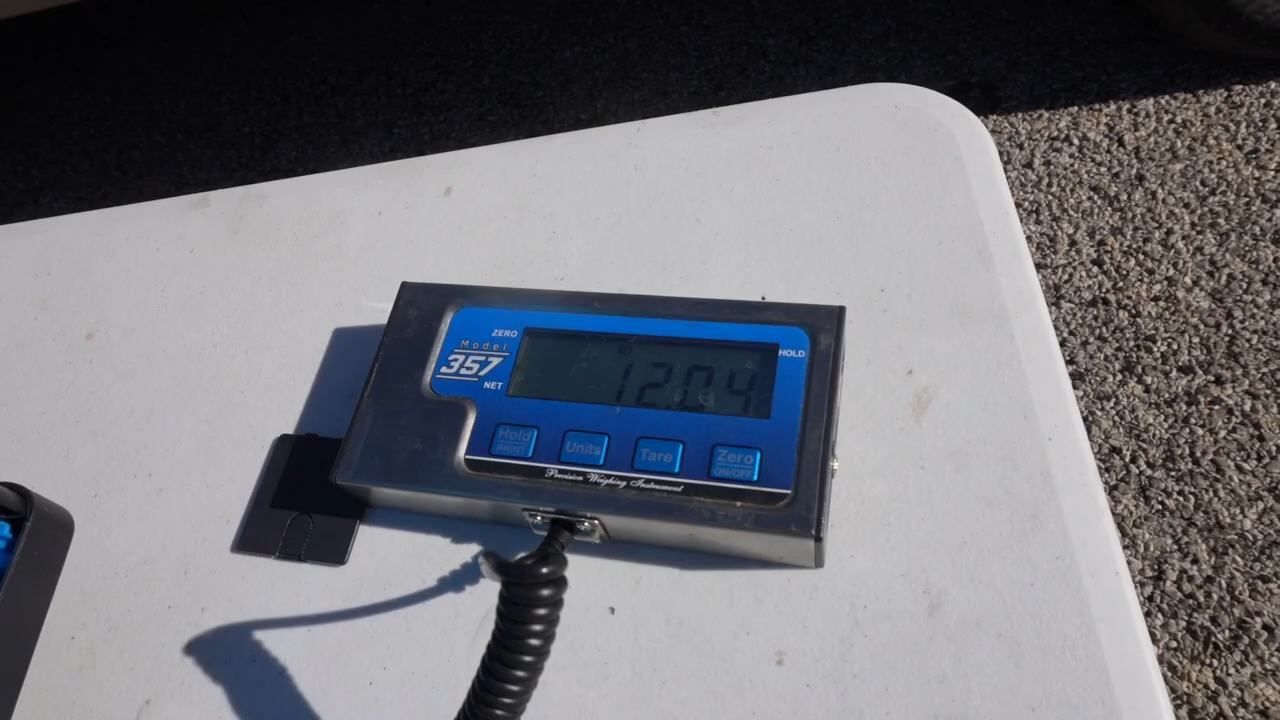 ZERO
HOLD
Model
357
NET
12.04
Hold
PRINT
Units
Tare
Zero
ON/OFF
Precision Weighing Instrument